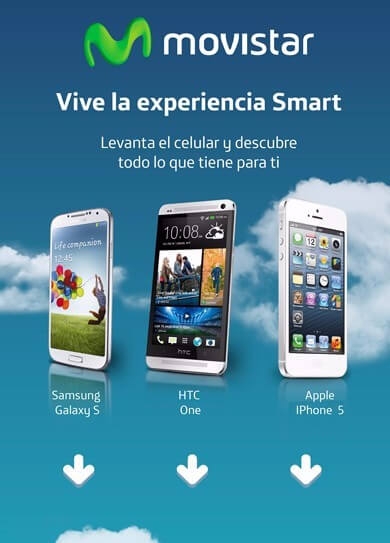 movistar
Vive la experiencia Smart
Levanta el celular y descubre
todo lo que tiene para ti
Life companion
12:45
10:08
htc
Samsung
Galaxy S
HTC
One
Apple
IPhone 5